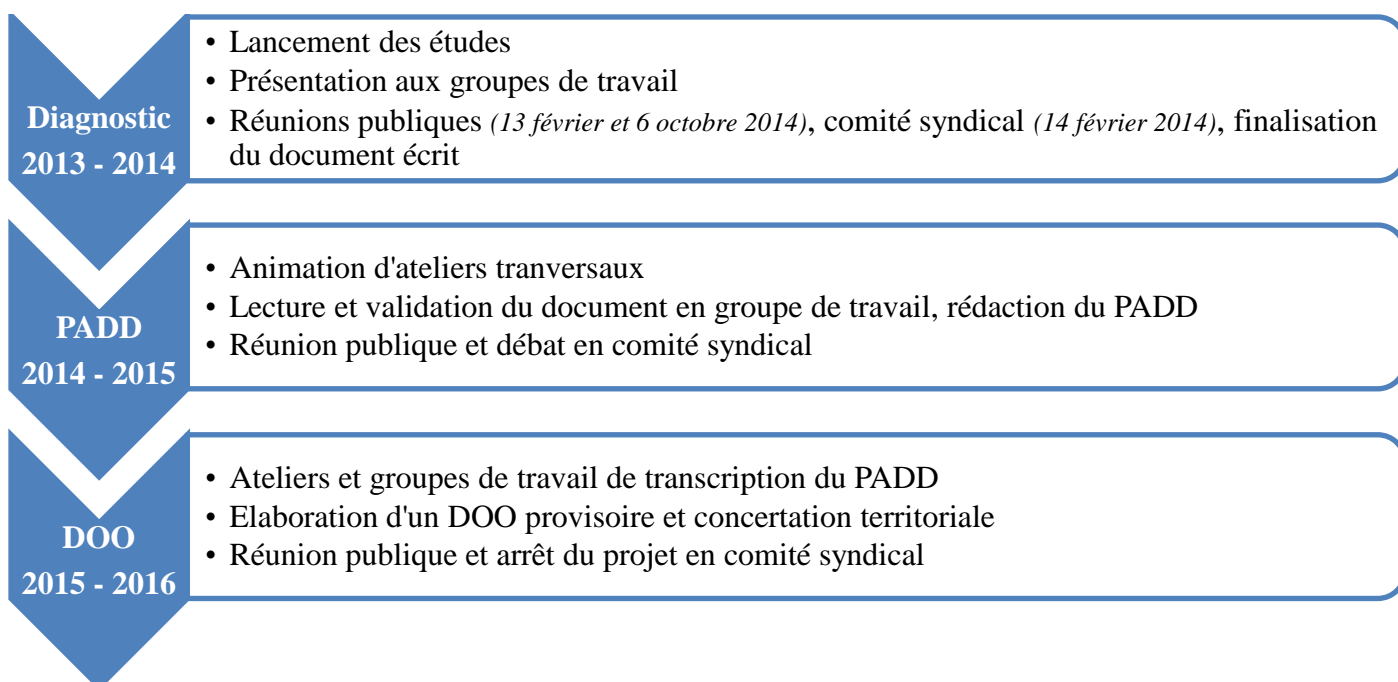 Diagnostic
2013 - 2014
• Lancement des études
• Présentation aux groupes de travail
• Réunions publiques (13 février et 6 octobre 2014), comité syndical (14 février 2014), finalisation
du document écrit
PADD
2014 - 2015
• Animation d'ateliers tranversaux
• Lecture et validation du document en groupe de travail, rédaction du PADD
• Réunion publique et débat en comité syndical
DOO
2015 - 2016
• Ateliers et groupes de travail de transcription du PADD
• Elaboration d'un DOO provisoire et concertation territoriale
• Réunion publique et arrêt du projet en comité syndical